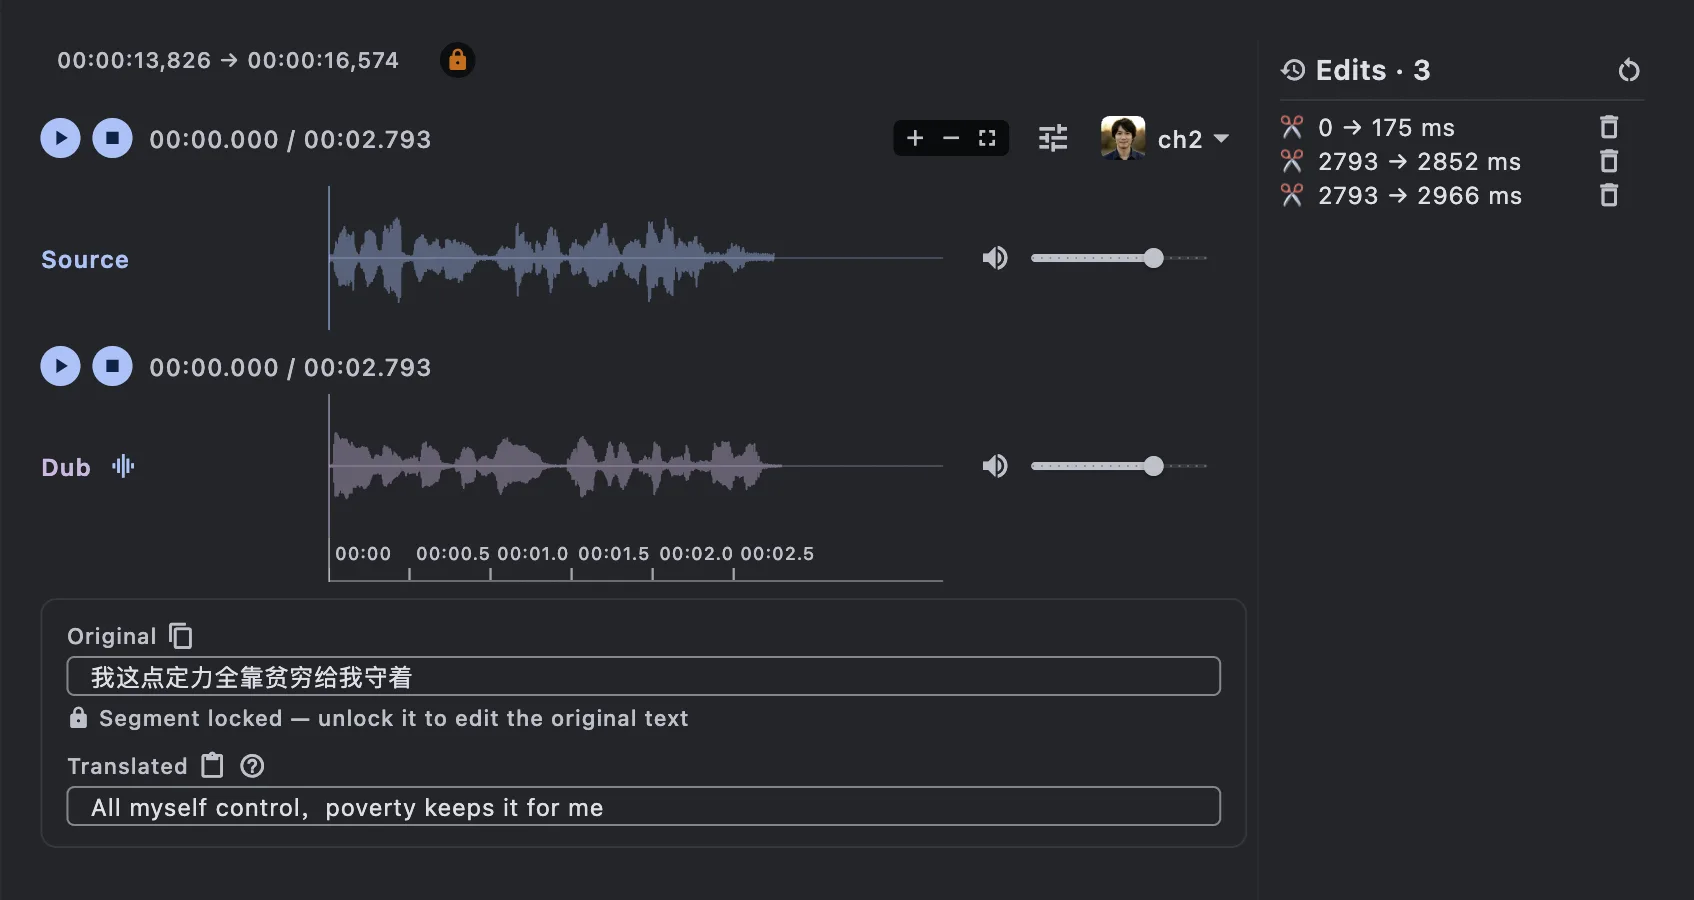 00:00:13,826 → 00:00:16,574
00:00.000 / 00:02.793
ch2
Source
00:00.000 / 00:02.793
Dub
00:00 00:00.5 00:01.0 00:01.5 00:02.0 00:02.5
Original
我这点定力全靠贫穷给我守着
Segment locked — unlock it to edit the original text
Translated
All myself control，poverty keeps it for me
Edits · 3
0 → 175 ms
2793 → 2852 ms
2793 → 2966 ms